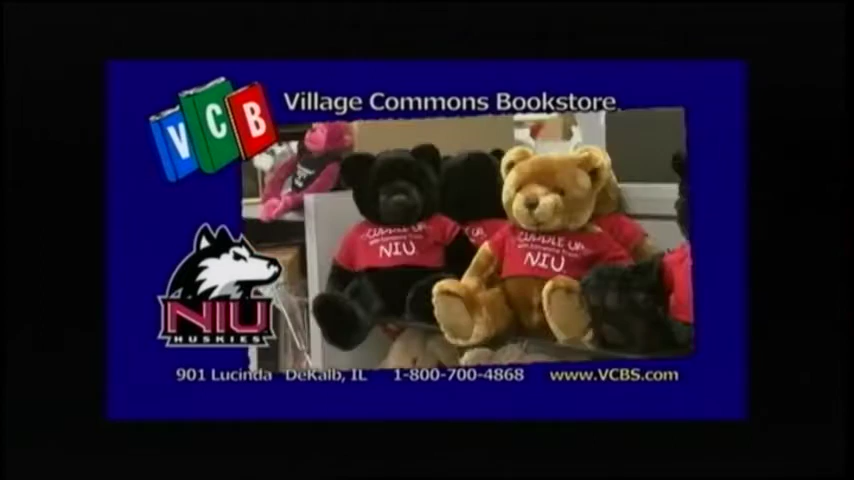 VCB
Village Commons Bookstore
CUDDLE UP
NIU
CUDDLE UP
NIU
NIU
HUSKIES
901 Lucinda DeKalb, IL 1-800-700-4868 www.VCBS.com